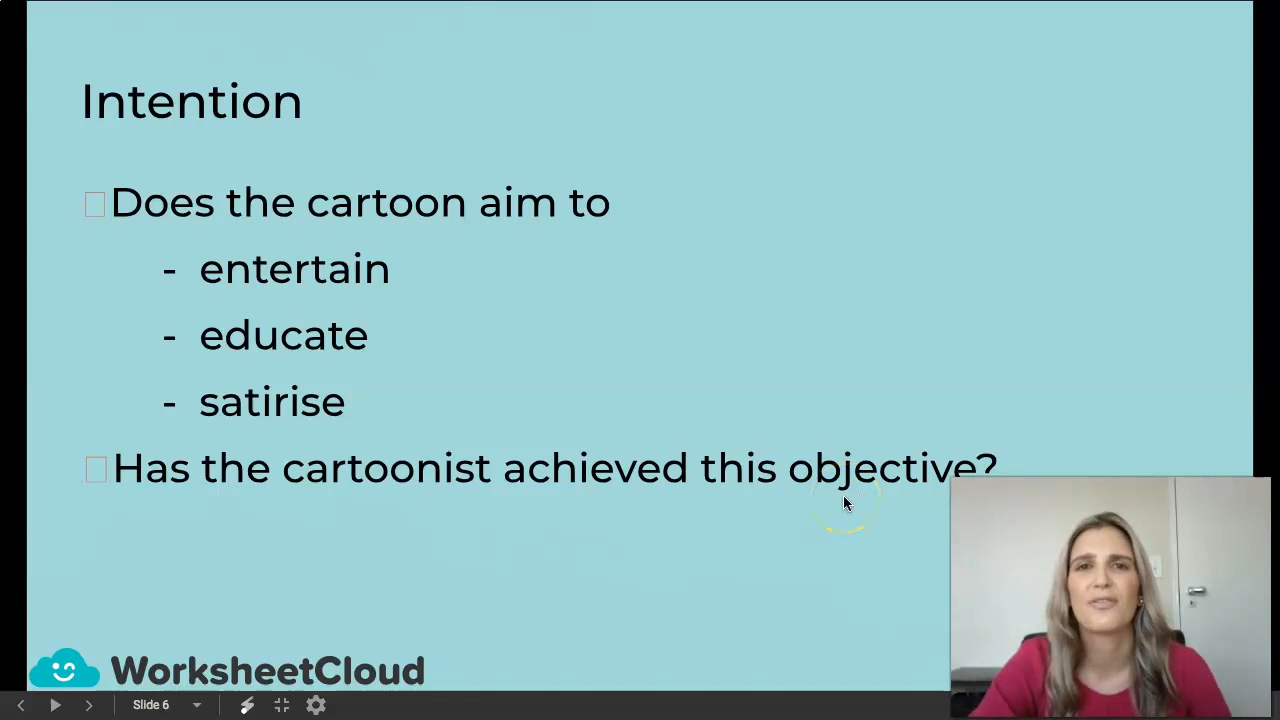 Intention
Does the cartoon aim to
- entertain
- educate
- satirise
Has the cartoonist achieved this objective?
WorksheetCloud
Slide 6